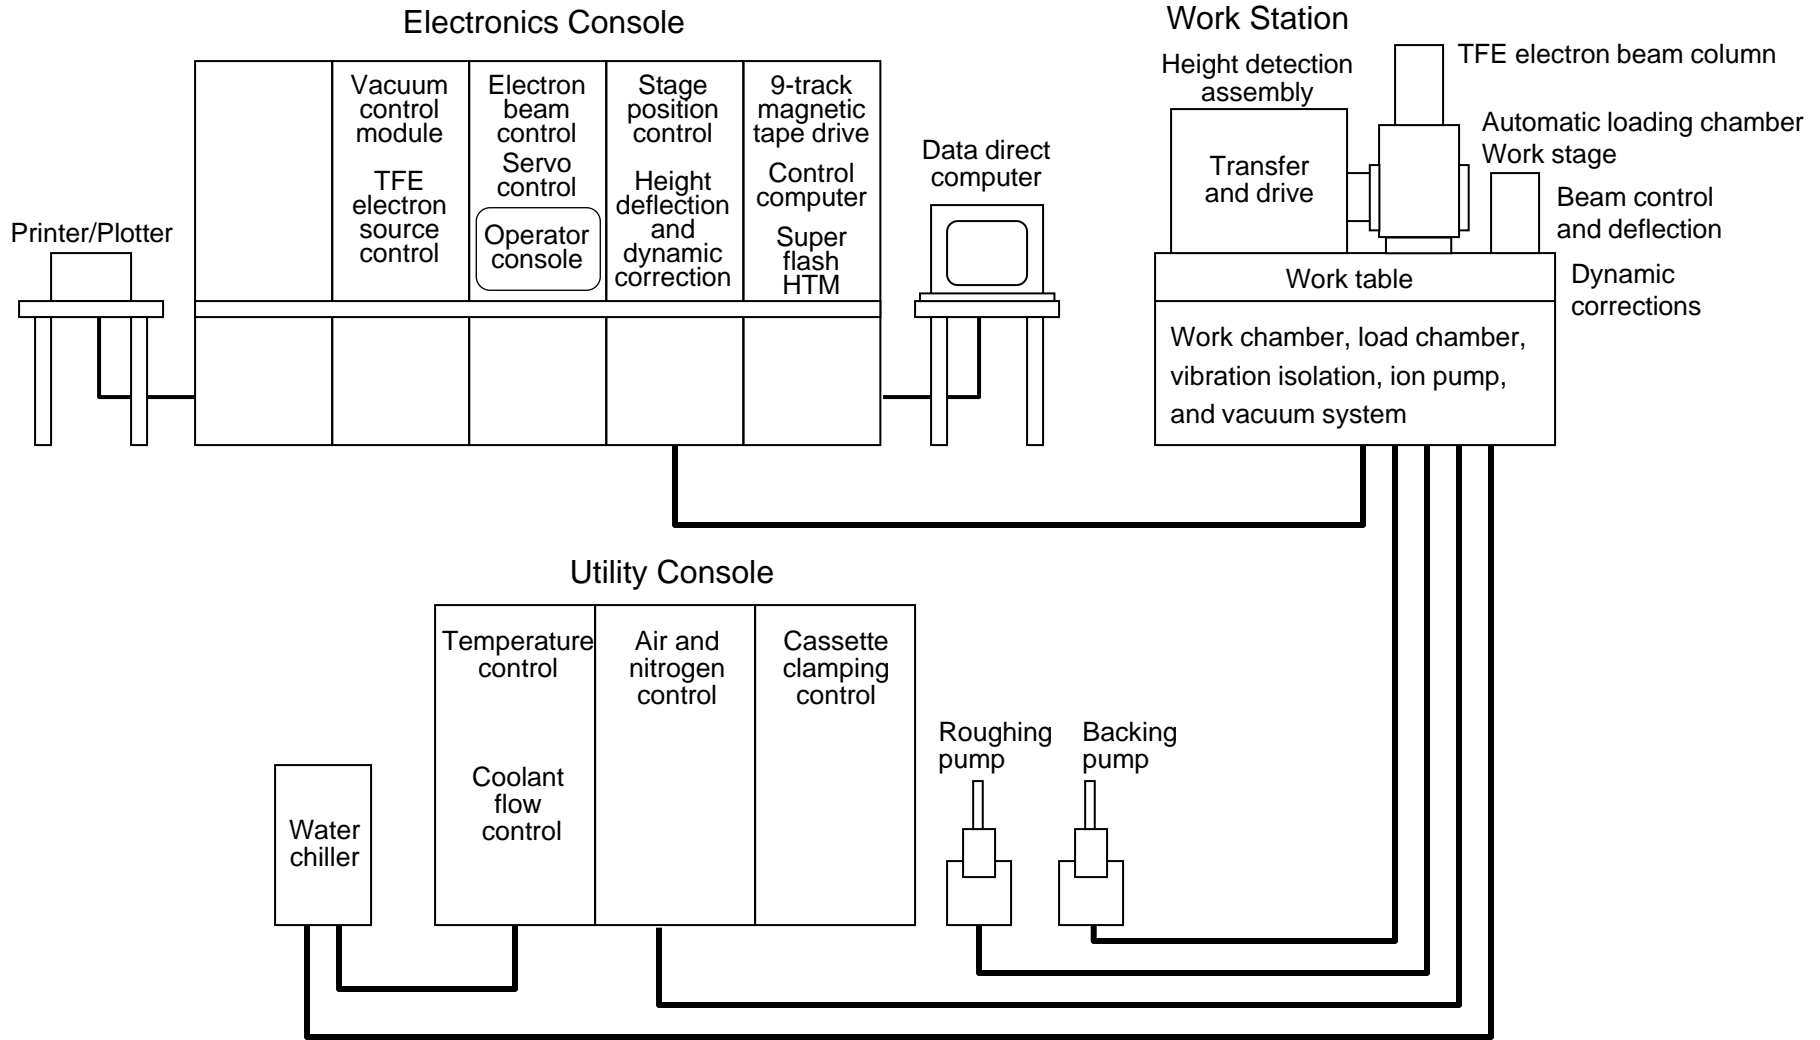 Electronics Console
Work Station
Vacuum
control
module
TFE
electron
source
control
Electron
beam
control
Servo
control
Operator
console
Stage
position
control
Height
deflection
and
dynamic
correction
9-track
magnetic
tape drive
Control
computer
Super
flash
HTM
Printer/Plotter
Data direct
computer
Height detection
assembly
TFE electron beam column
Automatic loading chamber
Work stage
Transfer
and drive
Beam control
and deflection
Work table
Dynamic
corrections
Work chamber, load chamber,
vibration isolation, ion pump,
and vacuum system
Utility Console
Temperature
control
Coolant
flow
control
Air and
nitrogen
control
Cassette
clamping
control
Water
chiller
Roughing
pump
Backing
pump